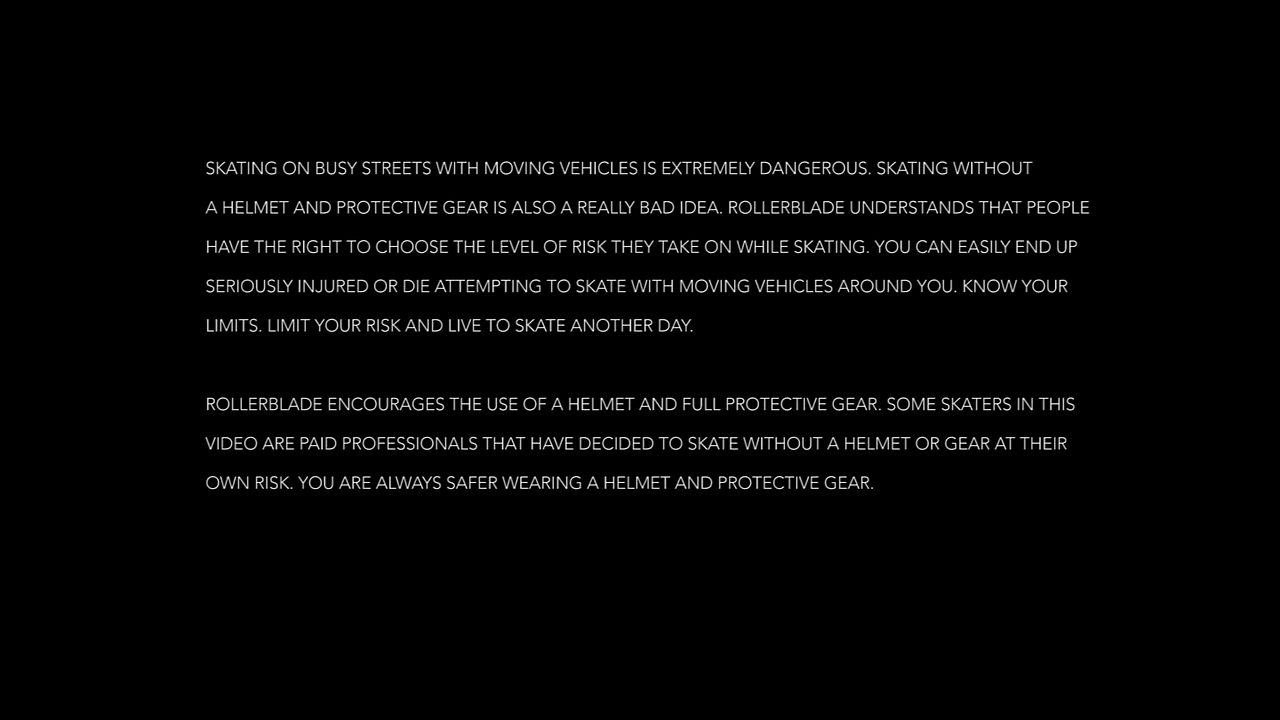 SKATING ON BUSY STREETS WITH MOVING VEHICLES IS EXTREMELY DANGEROUS. SKATING WITHOUT
A HELMET AND PROTECTIVE GEAR IS ALSO A REALLY BAD IDEA. ROLLERBLADE UNDERSTANDS THAT PEOPLE
HAVE THE RIGHT TO CHOOSE THE LEVEL OF RISK THEY TAKE ON WHILE SKATING. YOU CAN EASILY END UP
SERIOUSLY INJURED OR DIE ATTEMPTING TO SKATE WITH MOVING VEHICLES AROUND YOU. KNOW YOUR
LIMITS. LIMIT YOUR RISK AND LIVE TO SKATE ANOTHER DAY.
ROLLERBLADE ENCOURAGES THE USE OF A HELMET AND FULL PROTECTIVE GEAR. SOME SKATERS IN THIS
VIDEO ARE PAID PROFESSIONALS THAT HAVE DECIDED TO SKATE WITHOUT A HELMET OR GEAR AT THEIR
OWN RISK. YOU ARE ALWAYS SAFER WEARING A HELMET AND PROTECTIVE GEAR.